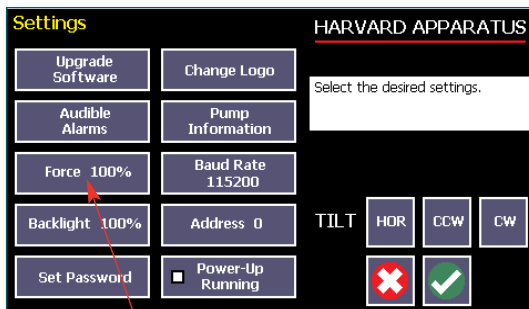 Settings
HARVARD APPARATUS
Upgrade
Software
Change Logo
Select the desired settings.
Audible
Alarms
Pump
Information
Force 100%
Baud Rate
115200
Backlight 100%
Address 0
TILT
HOR
CCW
CW
Set Password
Power-Up
Running